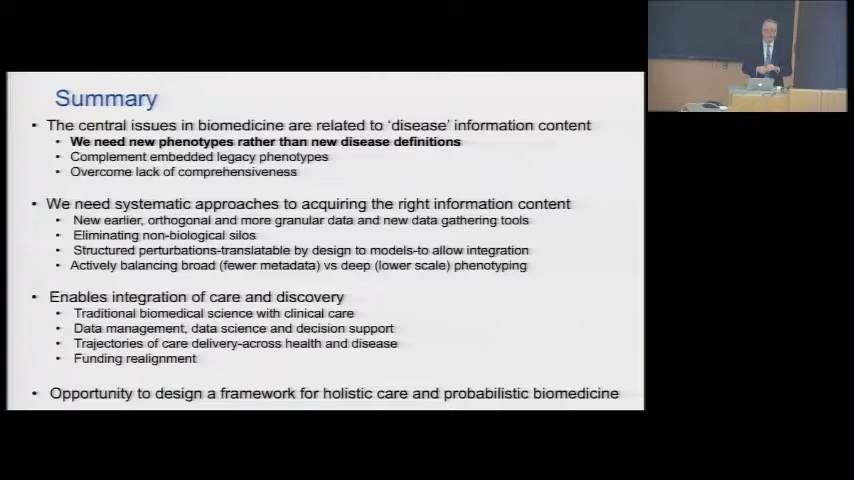 Summary
• The central issues in biomedicine are related to 'disease' information content
• We need new phenotypes rather than new disease definitions
• Complement embedded legacy phenotypes
• Overcome lack of comprehensiveness
• We need systematic approaches to acquiring the right information content
• New earlier, orthogonal and more granular data and new data gathering tools
• Eliminating non-biological silos
• Structured perturbations-translatable by design to models-to allow integration
• Actively balancing broad (fewer metadata) vs deep (lower scale) phenotyping
• Enables integration of care and discovery
• Traditional biomedical science with clinical care
• Data management, data science and decision support
• Trajectories of care delivery-across health and disease
• Funding realignment
• Opportunity to design a framework for holistic care and probabilistic biomedicine